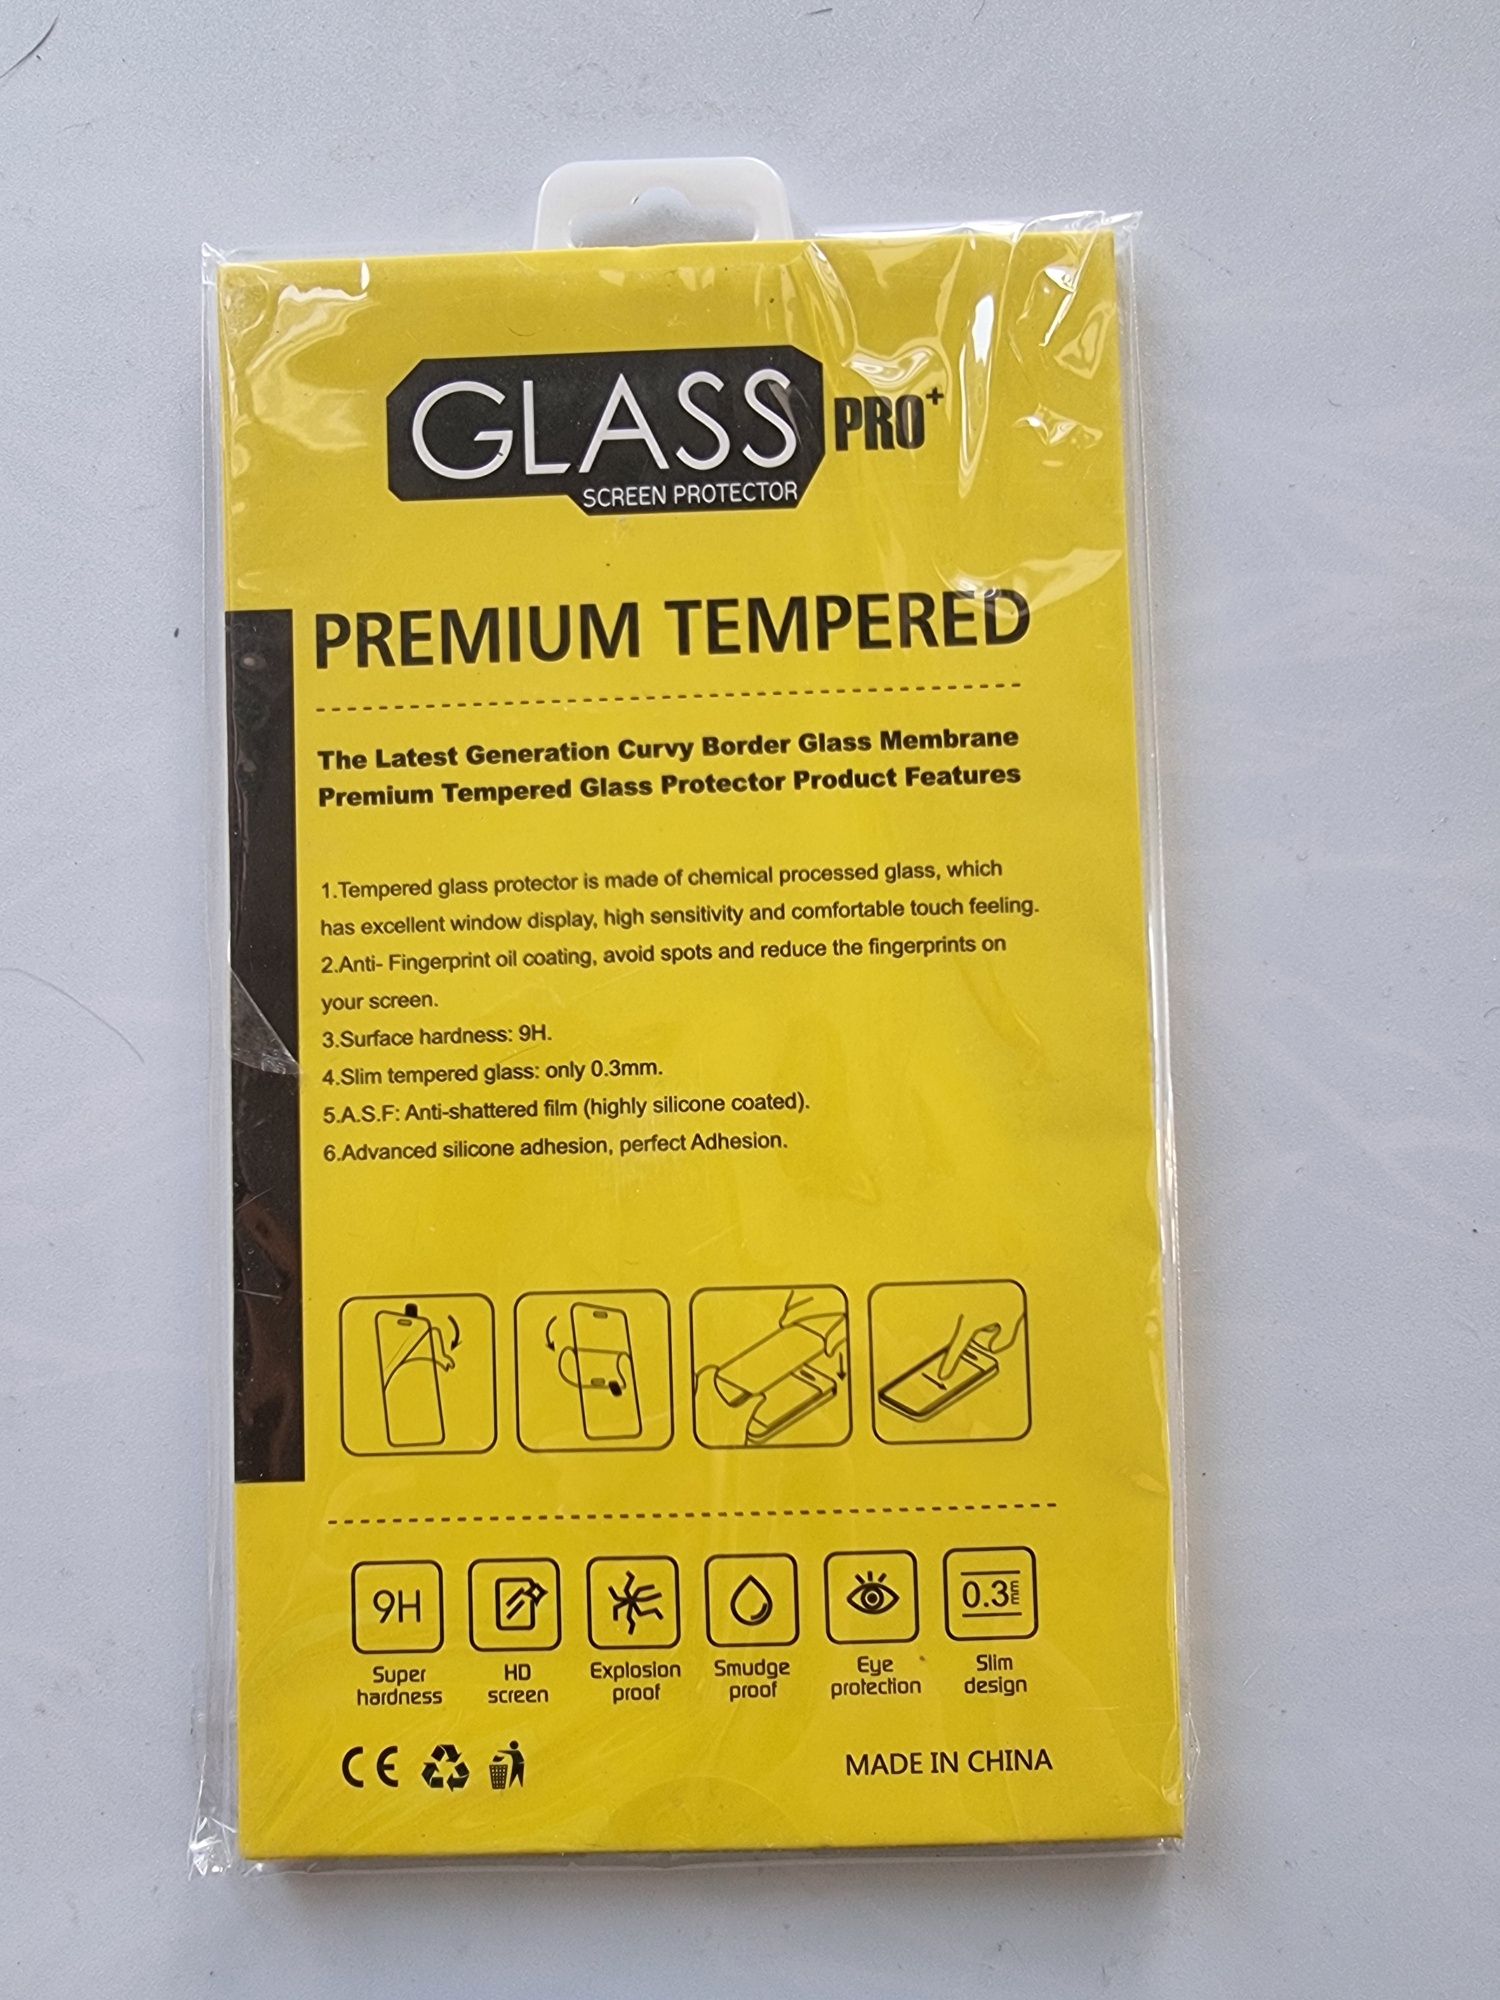 GLASS PRO+
SCREEN PROTECTOR
PREMIUM TEMPERED
The Latest Generation Curvy Border Glass Membrane
Premium Tempered Glass Protector Product Features
1.Tempered glass protector is made of chemical processed glass, which
has excellent window display, high sensitivity and comfortable touch feeling.
2.Anti- Fingerprint oil coating, avoid spots and reduce the fingerprints on
your screen.
3.Surface hardness: 9H.
4.Slim tempered glass: only 0.3mm.
5.A.S.F: Anti-shattered film (highly silicone coated).
6.Advanced silicone adhesion, perfect Adhesion.
9H
0.3mm
Super
hardness
HD
screen
Explosion
proof
Smudge
proof
Eye
protection
Slim
design
CE
MADE IN CHINA